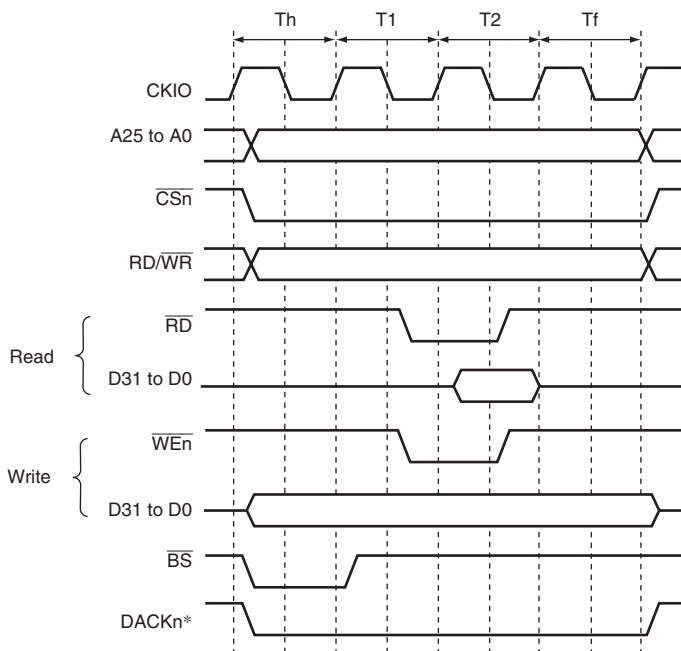 Th T1 T2 Tf
CKIO
A25 to A0
CSn
RD/WR
Read
RD
D31 to D0
Write
WEn
D31 to D0
BS
DACKn*